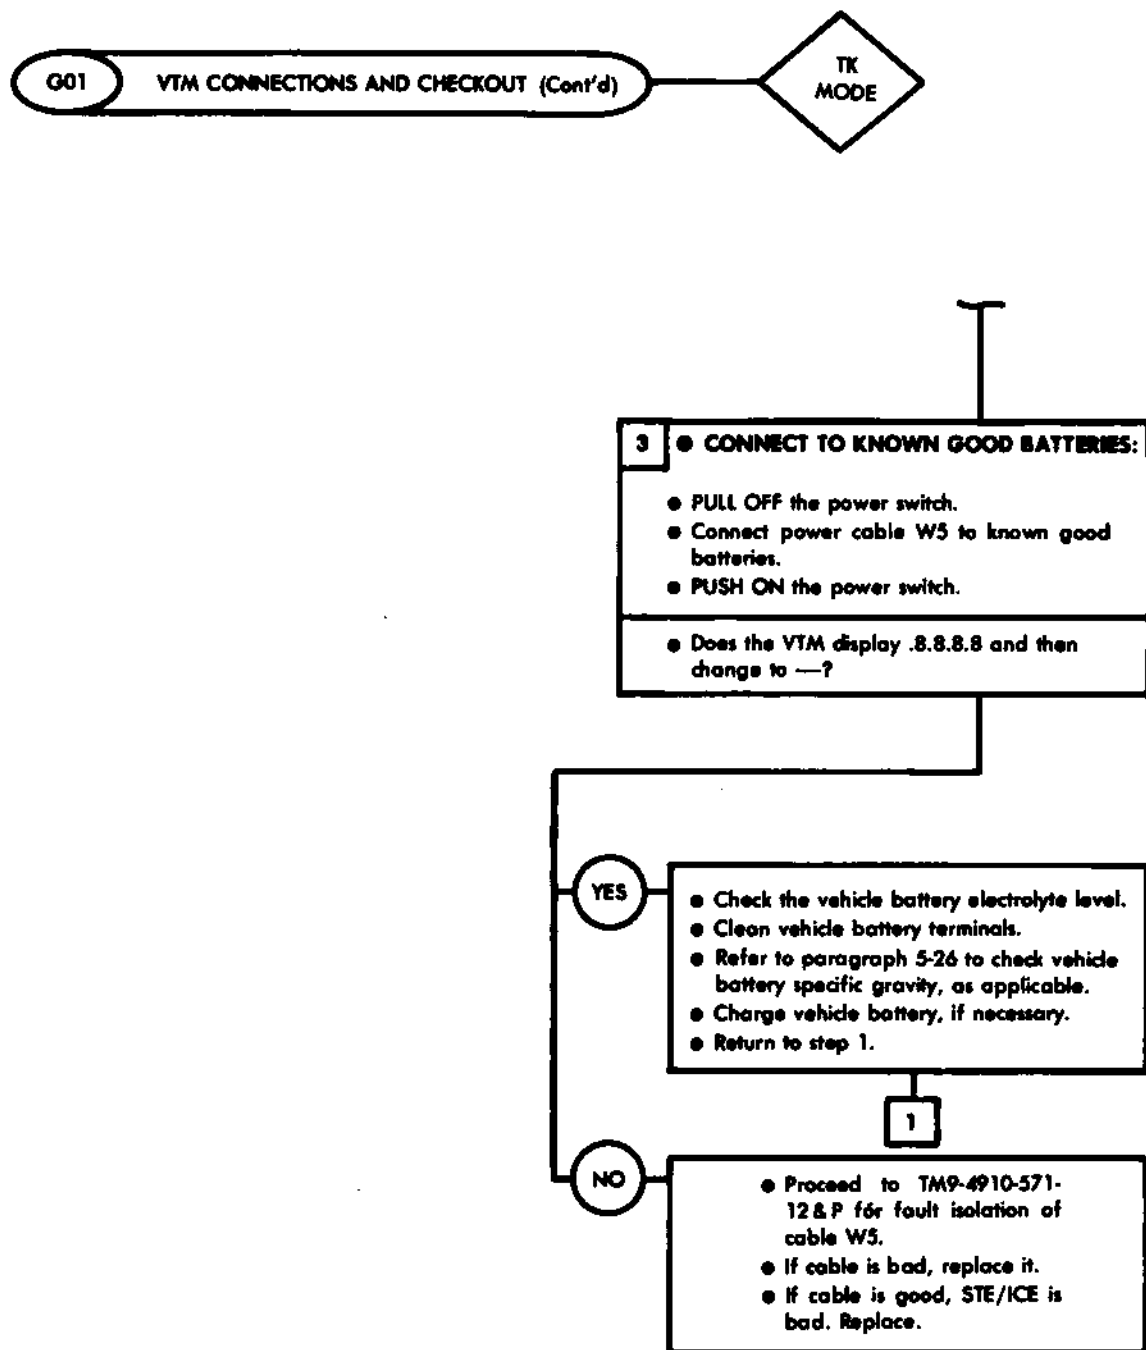 G01 VTM CONNECTIONS AND CHECKOUT (Cont'd)
TK
MODE
3 ● CONNECT TO KNOWN GOOD BATTERIES:
● PULL OFF the power switch.
● Connect power cable W5 to known good
batteries.
● PUSH ON the power switch.
● Does the VTM display .8.8.8.8 and then
change to —?
YES
● Check the vehicle battery electrolyte level.
● Clean vehicle battery terminals.
● Refer to paragraph 5-26 to check vehicle
battery specific gravity, as applicable.
● Charge vehicle battery, if necessary.
● Return to step 1.
1
NO
● Proceed to TM9-4910-571-
12 & P for fault isolation of
cable W5.
● If cable is bad, replace it.
● If cable is good, STE/ICE is
bad. Replace.